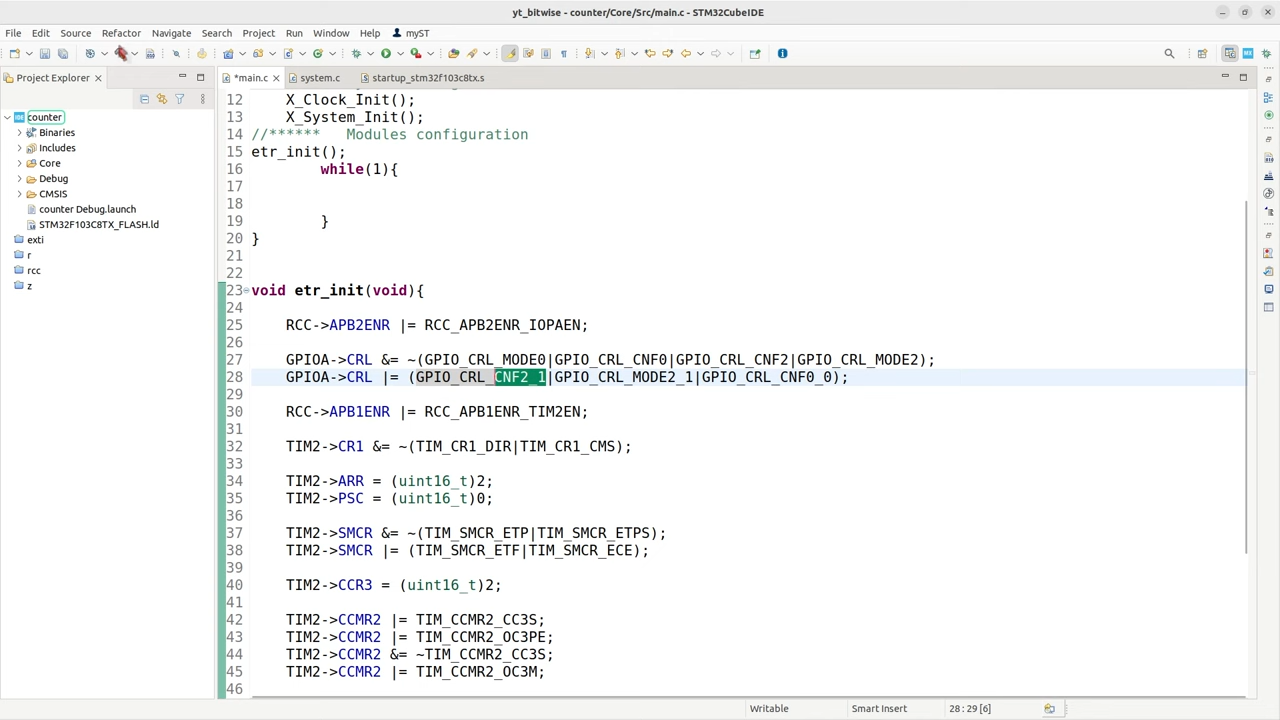 yt_bitwise - counter/Core/Src/main.c - STM32CubeIDE
File Edit Source Refactor Navigate Search Project Run Window Help myST
Project Explorer
*main.c system.c startup_stm32f103c8tx.s
counter
Binaries
Includes
Core
Debug
CMSIS
counter Debug.launch
STM32F103C8TX_FLASH.ld
exti
r
rcc
z
12 X_Clock_Init();
13 X_System_Init();
14 //****** Modules configuration
15 etr_init();
16 while(1){
17
18
19 }
20 }
21
22
23 void etr_init(void){
24
25 RCC->APB2ENR |= RCC_APB2ENR_IOPAEN;
26
27 GPIOA->CRL &= ~(GPIO_CRL_MODE0|GPIO_CRL_CNF0|GPIO_CRL_CNF2|GPIO_CRL_MODE2);
28 GPIOA->CRL |= (GPIO_CRL_CNF2_1|GPIO_CRL_MODE2_1|GPIO_CRL_CNF0_0);
29
30 RCC->APB1ENR |= RCC_APB1ENR_TIM2EN;
31
32 TIM2->CR1 &= ~(TIM_CR1_DIR|TIM_CR1_CMS);
33
34 TIM2->ARR = (uint16_t)2;
35 TIM2->PSC = (uint16_t)0;
36
37 TIM2->SMCR &= ~(TIM_SMCR_ETP|TIM_SMCR_ETPS);
38 TIM2->SMCR |= (TIM_SMCR_ETF|TIM_SMCR_ECE);
39
40 TIM2->CCR3 = (uint16_t)2;
41
42 TIM2->CCMR2 |= TIM_CCMR2_CC3S;
43 TIM2->CCMR2 |= TIM_CCMR2_OC3PE;
44 TIM2->CCMR2 &= ~TIM_CCMR2_CC3S;
45 TIM2->CCMR2 |= TIM_CCMR2_OC3M;
46
Writable Smart Insert 28 : 29 [6]